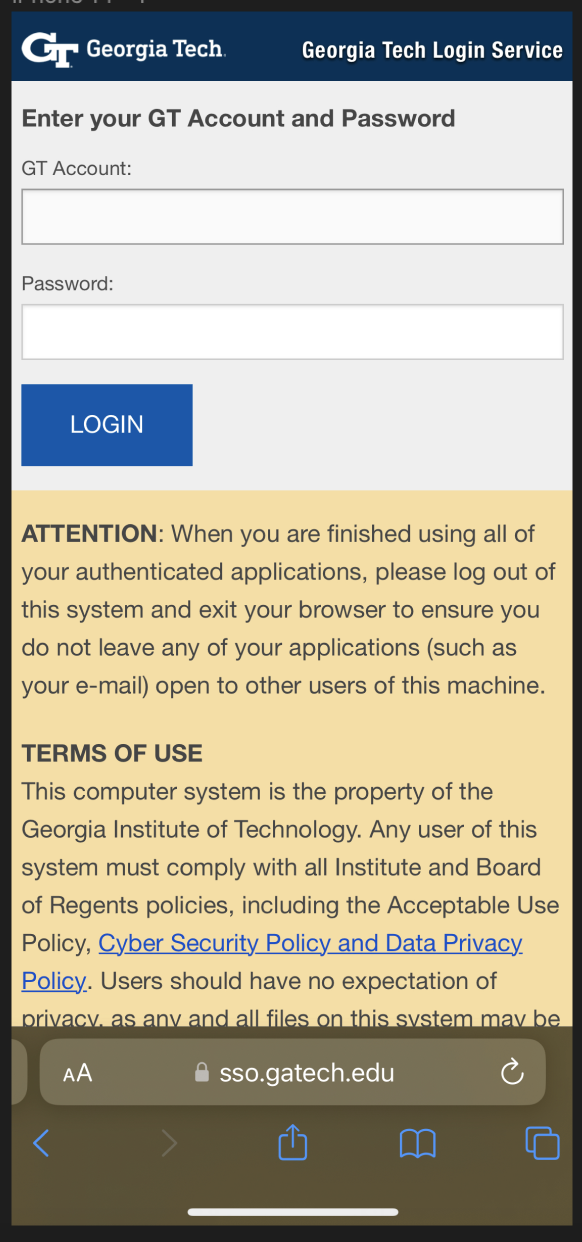 GT Georgia Tech.
Georgia Tech Login Service
Enter your GT Account and Password
GT Account:
Password:
LOGIN
ATTENTION: When you are finished using all of
your authenticated applications, please log out of
this system and exit your browser to ensure you
do not leave any of your applications (such as
your e-mail) open to other users of this machine.
TERMS OF USE
This computer system is the property of the
Georgia Institute of Technology. Any user of this
system must comply with all Institute and Board
of Regents policies, including the Acceptable Use
Policy, Cyber Security Policy and Data Privacy
Policy. Users should have no expectation of
privacy, as any and all files on this system may be
AA
sso.gatech.edu